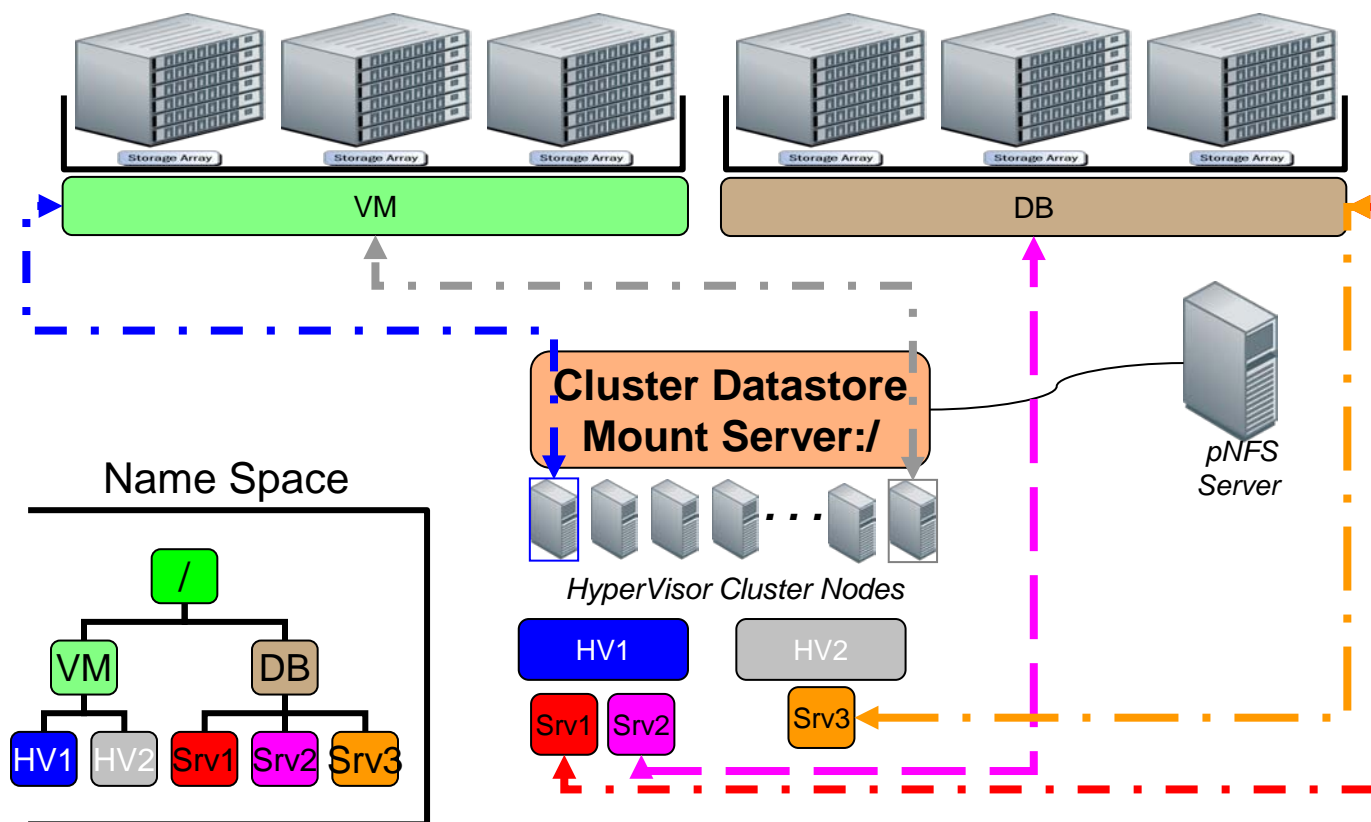 Storage Array
Storage Array
Storage Array
Storage Array
Storage Array
Storage Array
VM
DB
Cluster Datastore
Mount Server:/
pNFS
Server
Name Space
. . .
HyperVisor Cluster Nodes
/
VM
DB
HV1
HV2
Srv1
Srv2
Srv3
HV1
HV2
Srv1
Srv2
Srv3